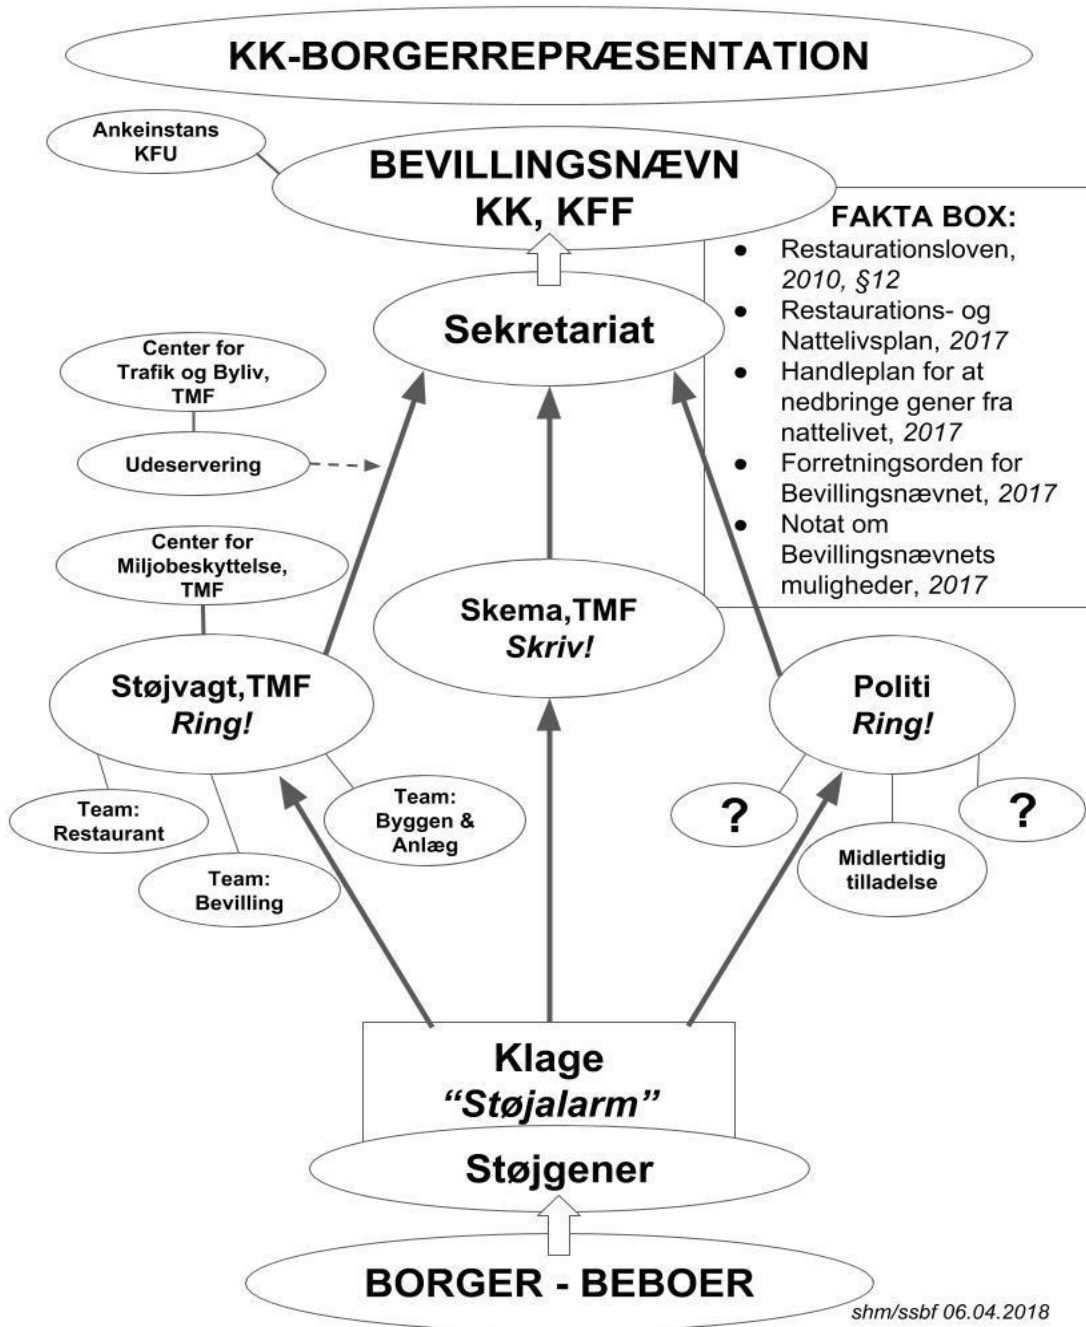 KK-BORGERREPRÆSENTATION
Ankeinstans
KFU
BEVILLINGSNÆVN
KK, KFF
FAKTA BOX:
● Restaurationsloven,
2010, §12
● Restaurations- og
Nattelivsplan, 2017
● Handleplan for at
nedbringe gener fra
nattelivet, 2017
● Forretningsorden for
Bevillingsnævnet, 2017
● Notat om
Bevillingsnævnets
muligheder, 2017
Sekretariat
Center for
Trafik og Byliv,
TMF
Udeservering
Center for
Miljobeskyttelse,
TMF
Skema,TMF
Skriv!
Støjvagt,TMF
Ring!
Politi
Ring!
Team:
Restaurant
Team:
Bevilling
Team:
Byggen &
Anlæg
?
Midlertidig
tilladelse
?
Klage
“Støjalarm”
Støjgener
BORGER - BEBOER
shm/ssbf 06.04.2018